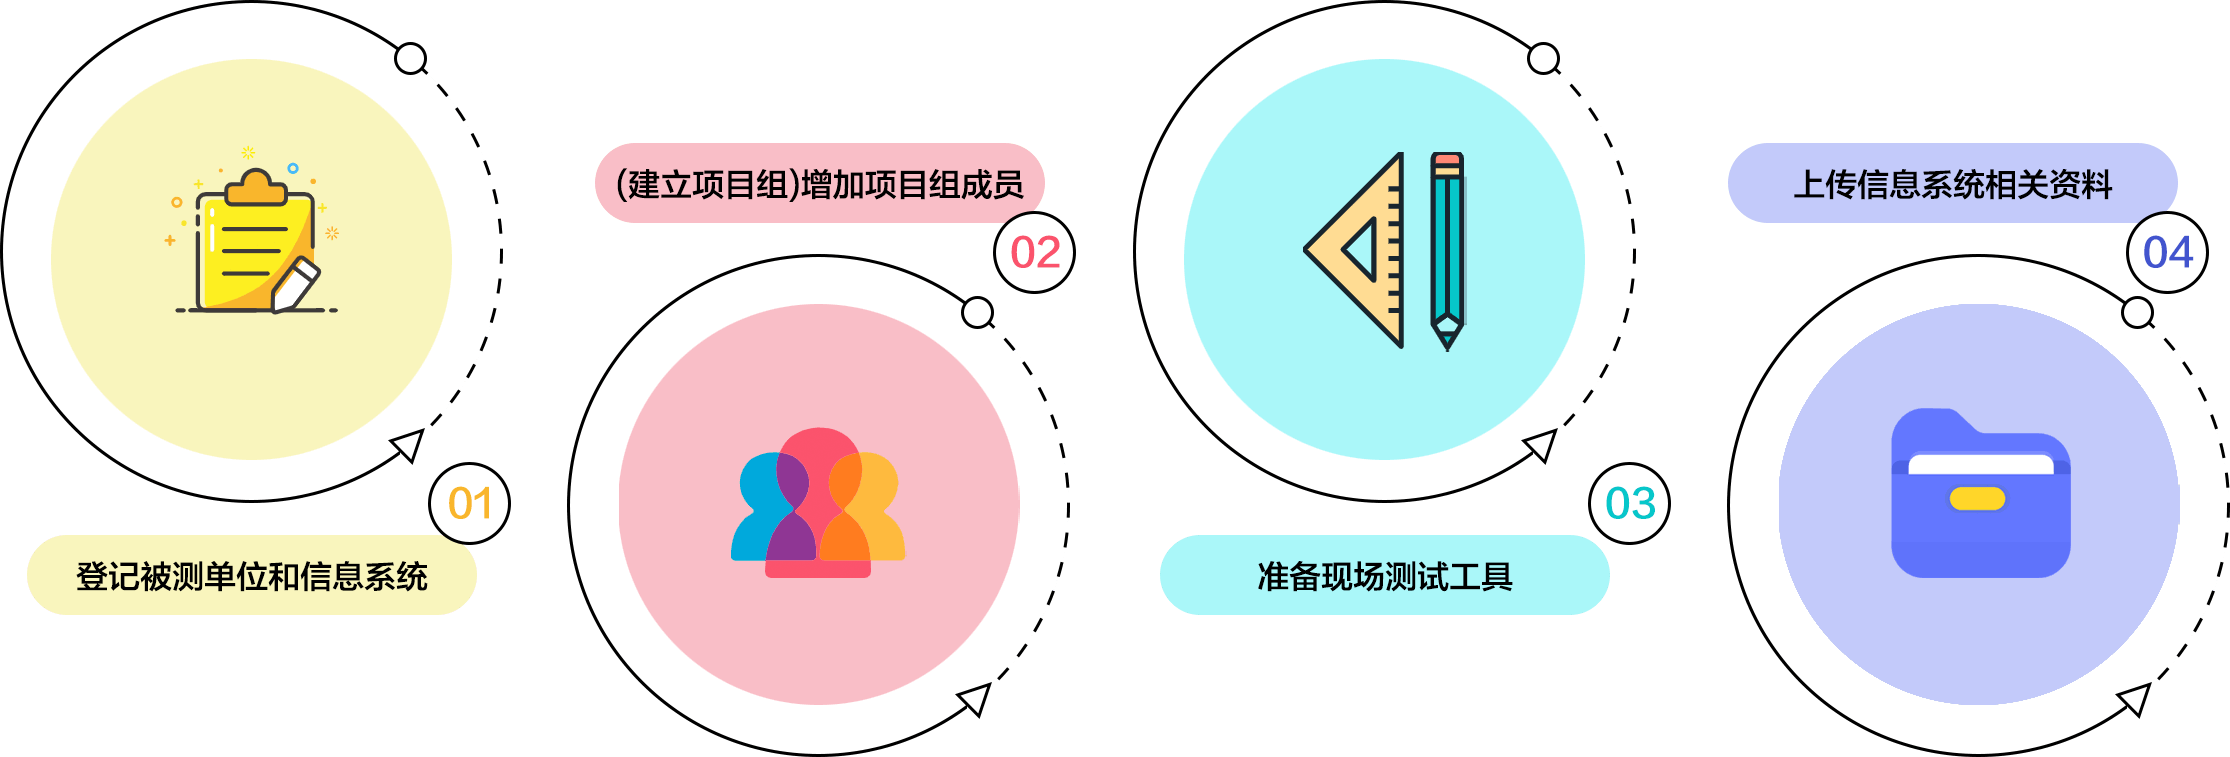 01
登记被测单位和信息系统
(建立项目组)增加项目组成员
02
03
准备现场测试工具
上传信息系统相关资料
04